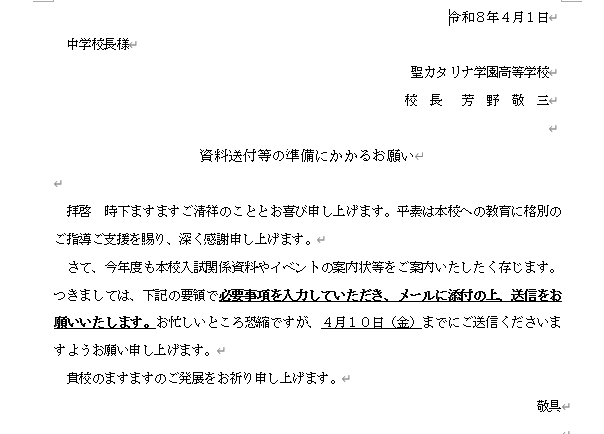 令和８年４月１日
中学校長様
聖カタリナ学園高等学校
校　長　芳　野　敬　三
資料送付等の準備にかかるお願い
拝啓　時下ますますご清祥のこととお喜び申し上げます。平素は本校への教育に格別の
ご指導ご支援を賜り、深く感謝申し上げます。
さて、今年度も本校入試関係資料やイベントの案内状等をご案内いたしたく存じます。
つきましては、下記の要領で必要事項を入力していただき、メールに添付の上、送信をお
願いいたします。お忙しいところ恐縮ですが、４月１０日（金）までにご送信くださいま
すようお願い申し上げます。
貴校のますますのご発展をお祈り申し上げます。
敬具